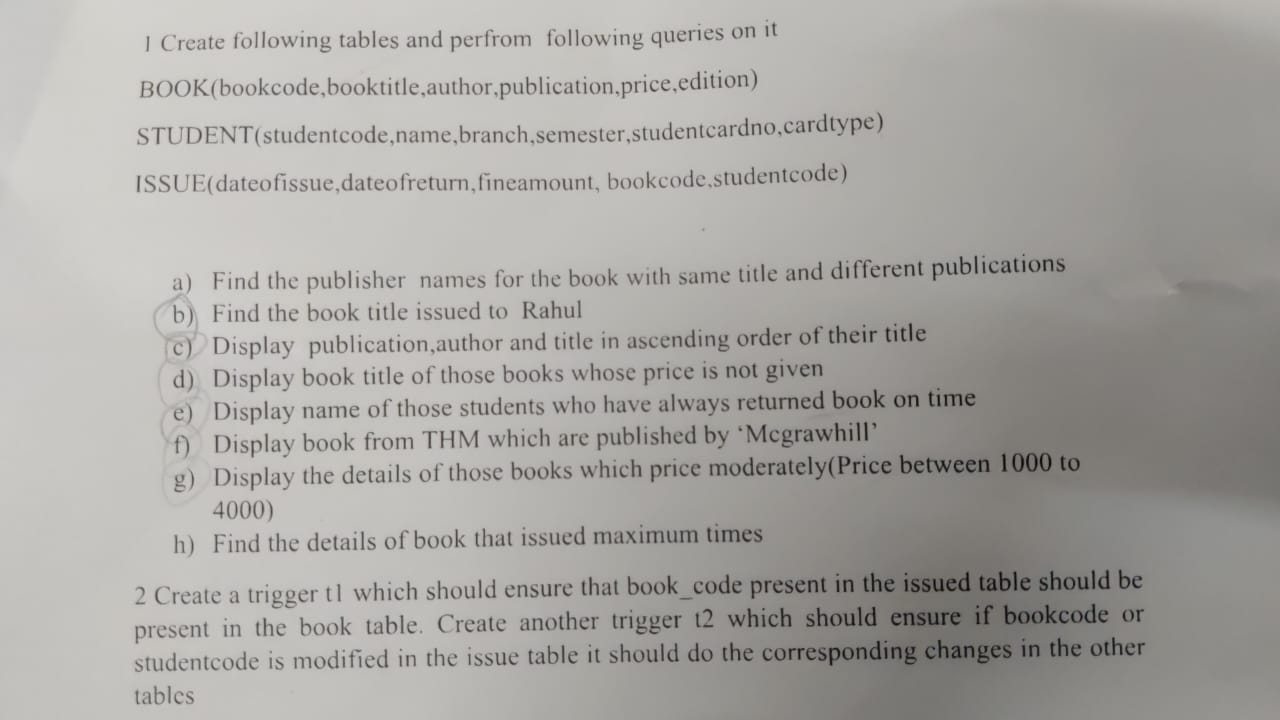 1 Create following tables and perfrom following queries on it
BOOK(bookcode,booktitle,author,publication,price,edition)
STUDENT(studentcode,name,branch,semester,studentcardno,cardtype)
ISSUE(dateofissue,dateofreturn,fineamount, bookcode,studentcode)
a) Find the publisher names for the book with same title and different publications
b) Find the book title issued to Rahul
c) Display publication,author and title in ascending order of their title
d) Display book title of those books whose price is not given
e) Display name of those students who have always returned book on time
f) Display book from THM which are published by ‘Mcgrawhill’
g) Display the details of those books which price moderately(Price between 1000 to
4000)
h) Find the details of book that issued maximum times
2 Create a trigger t1 which should ensure that book_code present in the issued table should be
present in the book table. Create another trigger t2 which should ensure if bookcode or
studentcode is modified in the issue table it should do the corresponding changes in the other
tables